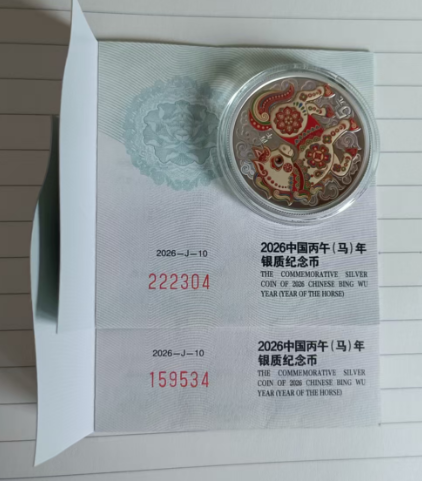 2026-J-10
222304
2026中国丙午(马)年
银质纪念币
THE COMMEMORATIVE SILVER
COIN OF 2026 CHINESE BING WU
YEAR (YEAR OF THE HORSE)
2026-J-10
159534
2026中国丙午(马)年
银质纪念币
THE COMMEMORATIVE SILVER
COIN OF 2026 CHINESE BING WU
YEAR (YEAR OF THE HORSE)